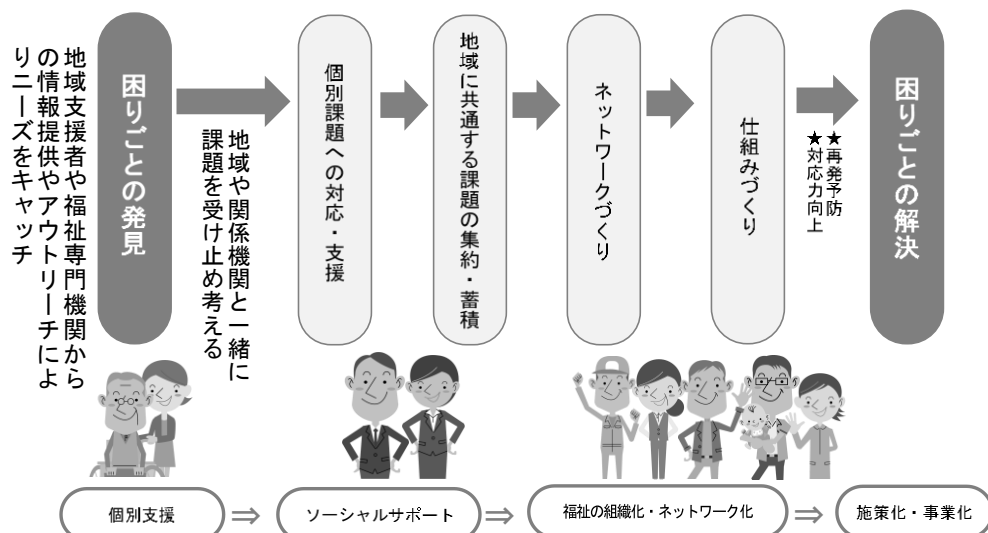 地域支援者や福祉専門機関から
の情報提供やアウトリーチによ
りニーズをキャッチ
困りごとの発見
地域や関係機関と一緒に
課題を受け止め考える
個別課題への対応・支援
地域に共通する課題の集約・蓄積
ネットワークづくり
仕組みづくり
★再発予防
★対応力向上
困りごとの解決
個別支援
ソーシャルサポート
福祉の組織化・ネットワーク化
施策化・事業化